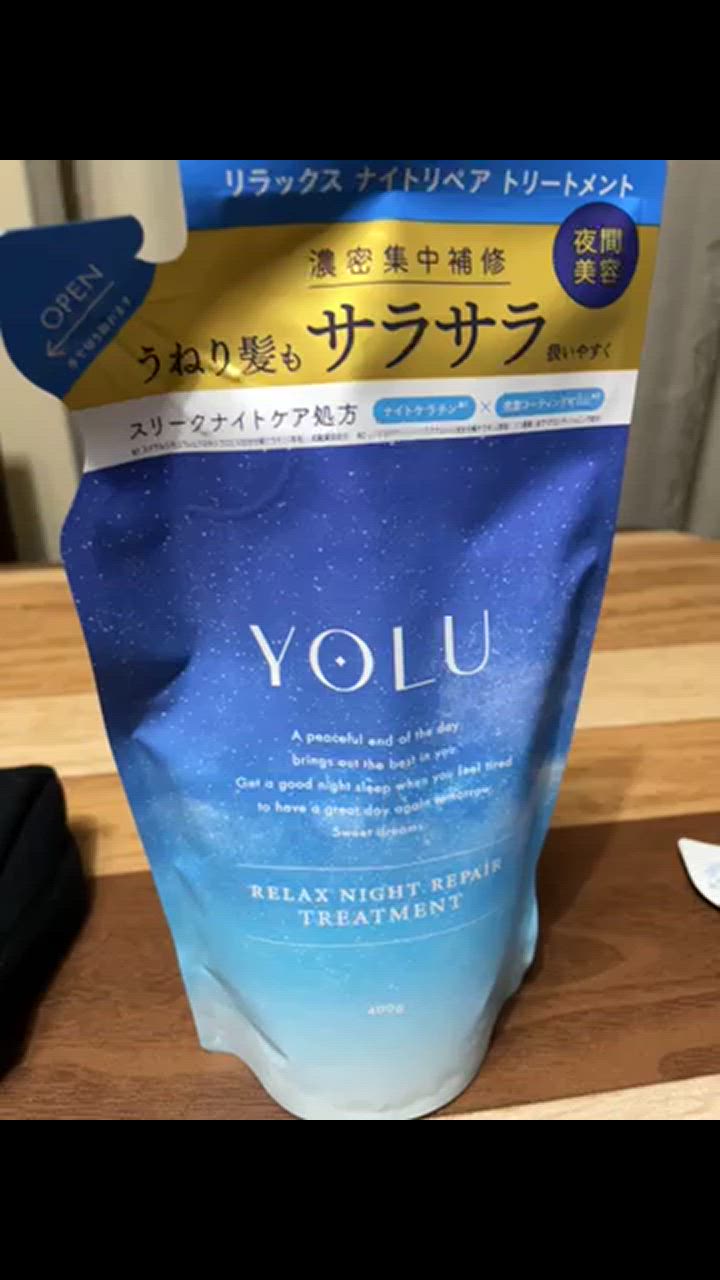 リラックス ナイトリペア トリートメント
濃密集中補修
夜間
美容
OPEN
うねり髪も サラサラ 扱いやすく
スリークナイトケア処方 ナイトケラチン ×
YOLU
A peaceful end of the day
brings out the best in you.
Get a good night sleep when you feel tired
to have a great day again tomorrow.
Sweet dreams.
RELAX NIGHT REPAIR
TREATMENT
400g